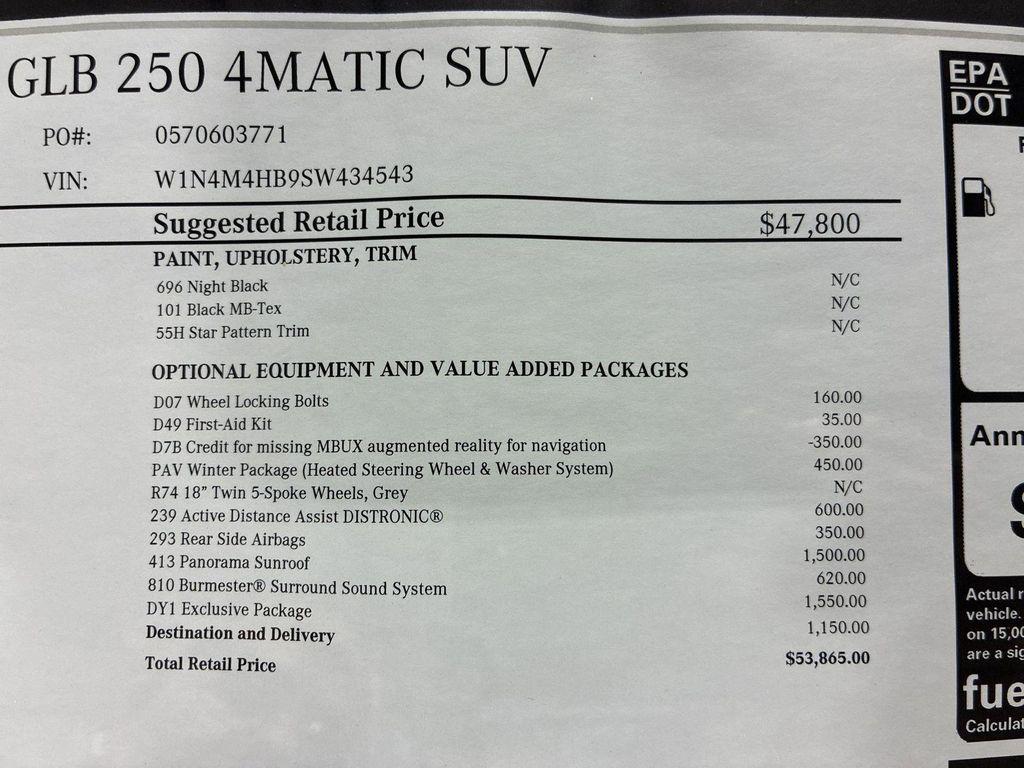 GLB 250 4MATIC SUV
PO#: 0570603771
VIN: W1N4M4HB9SW434543
Suggested Retail Price $47,800
PAINT, UPHOLSTERY, TRIM
696 Night Black N/C
101 Black MB-Tex N/C
55H Star Pattern Trim N/C
OPTIONAL EQUIPMENT AND VALUE ADDED PACKAGES
D07 Wheel Locking Bolts 160.00
D49 First-Aid Kit 35.00
D7B Credit for missing MBUX augmented reality for navigation -350.00
PAV Winter Package (Heated Steering Wheel & Washer System) 450.00
R74 18" Twin 5-Spoke Wheels, Grey N/C
239 Active Distance Assist DISTRONIC® 600.00
293 Rear Side Airbags 350.00
413 Panorama Sunroof 1,500.00
810 Burmester® Surround Sound System 620.00
DY1 Exclusive Package 1,550.00
Destination and Delivery 1,150.00
Total Retail Price $53,865.00
EPA
DOT
Ann
Actual r
vehicle.
on 15,00
are a sig
fue
Calculat